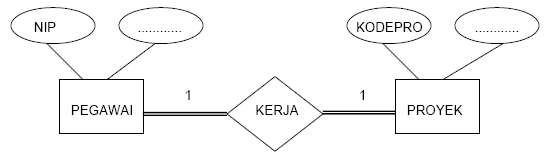 NIP
............
KODEPRO
............
1
1
PEGAWAI
KERJA
PROYEK